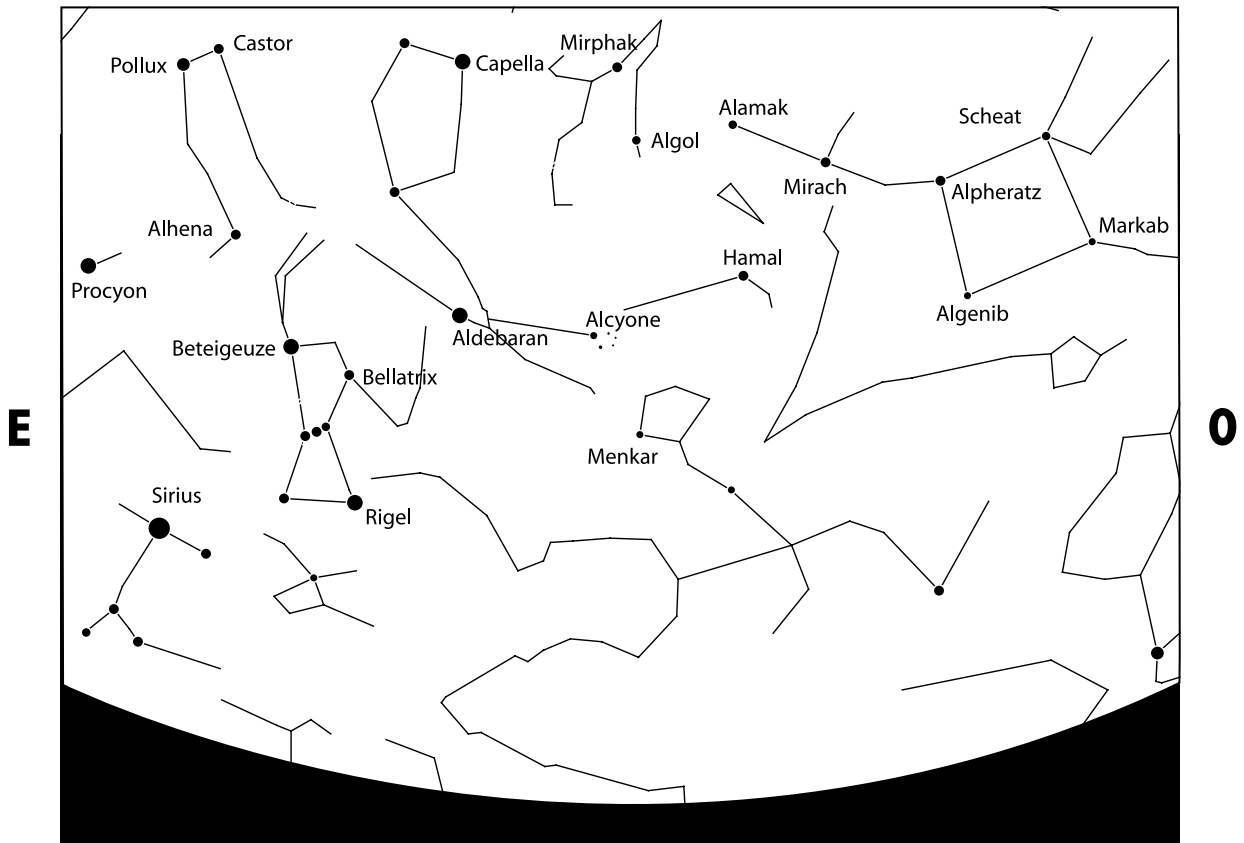 Castor
Pollux
Capella
Mirphak
Algol
Alamak
Scheat
Mirach
Alpheratz
Alhena
Markab
Procyon
Hamal
Algenib
Alcyone
Aldebaran
Beteigeuze
Bellatrix
E
O
Menkar
Sirius
Rigel